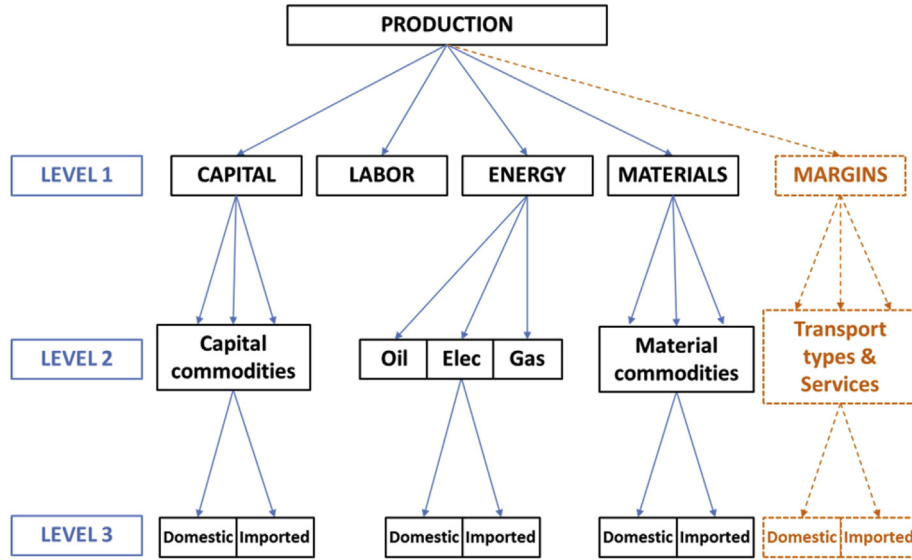 PRODUCTION
LEVEL 1
CAPITAL
LABOR
ENERGY
MATERIALS
MARGINS
LEVEL 2
Capital
commodities
Oil
Elec
Gas
Material
commodities
Transport
types &
Services
LEVEL 3
Domestic
Imported
Domestic
Imported
Domestic
Imported
Domestic
Imported